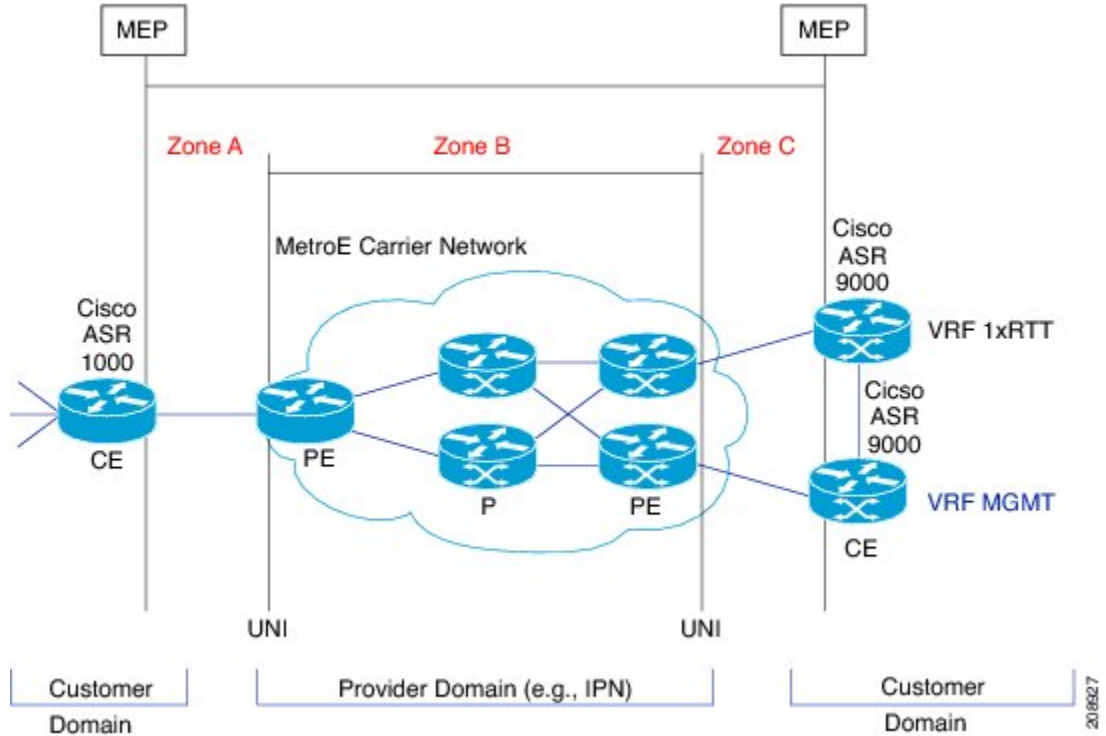 MEP
MEP
Zone A
Zone B
Zone C
MetroE Carrier Network
Cisco
ASR
9000
VRF 1xRTT
Cisco
ASR
1000
CE
PE
P
PE
Cicso
ASR
9000
VRF MGMT
CE
UNI
UNI
Customer
Domain
Provider Domain (e.g., IPN)
Customer
Domain
208927